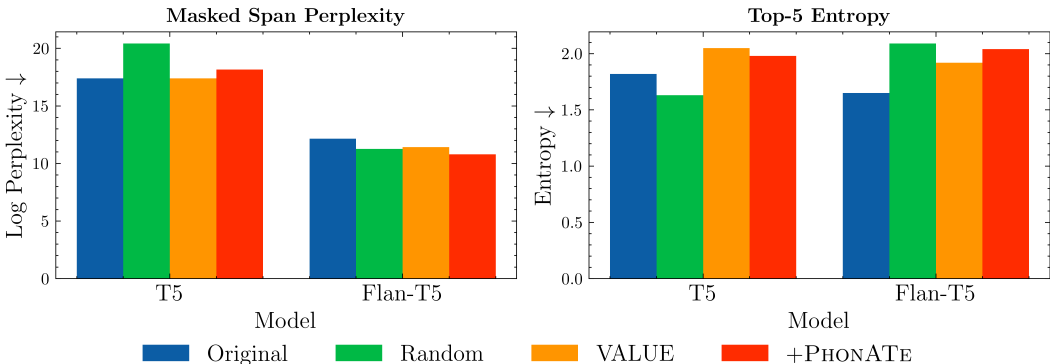 Masked Span Perplexity
Log Perplexity ↓
20
15
10
5
0
T5 Flan-T5
Model
Top-5 Entropy
Entropy ↓
2.0
1.5
1.0
0.5
0.0
T5 Flan-T5
Model
Original Random VALUE +PHONATE